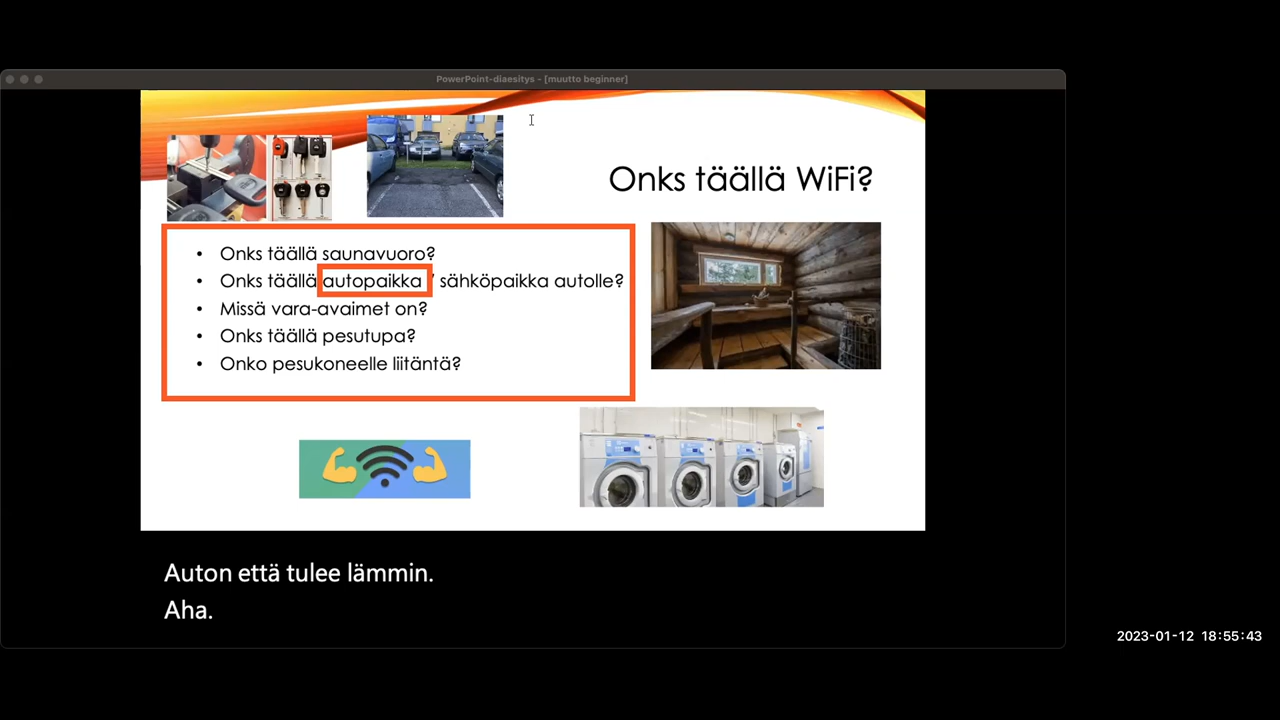 PowerPoint-diaesitys - [muutto beginner]
Onks täällä WiFi?
• Onks täällä saunavuoro?
• Onks täällä autopaikka / sähköpaikka autolle?
• Missä vara-avaimet on?
• Onks täällä pesutupa?
• Onko pesukoneelle liitäntä?
Auton että tulee lämmin.
Aha.
2023-01-12 18:55:43